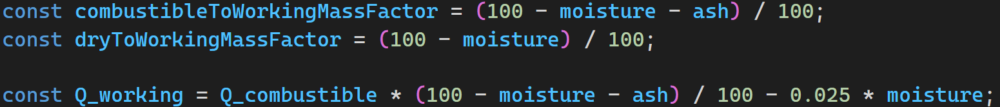 const combustibleToWorkingMassFactor = (100 - moisture - ash) / 100;
const dryToWorkingMassFactor = (100 - moisture) / 100;
const Q_working = Q_combustible * (100 - moisture - ash) / 100 - 0.025 * moisture;